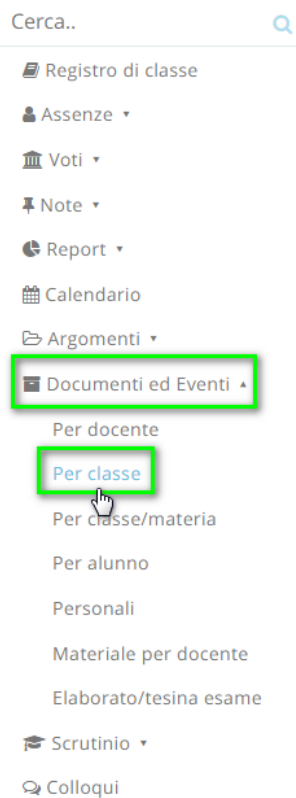 Cerca..
Registro di classe
Assenze
Voti
Note
Report
Calendario
Argomenti
Documenti ed Eventi
Per docente
Per classe
Per classe/materia
Per alunno
Personali
Materiale per docente
Elaborato/tesina esame
Scrutinio
Colloqui